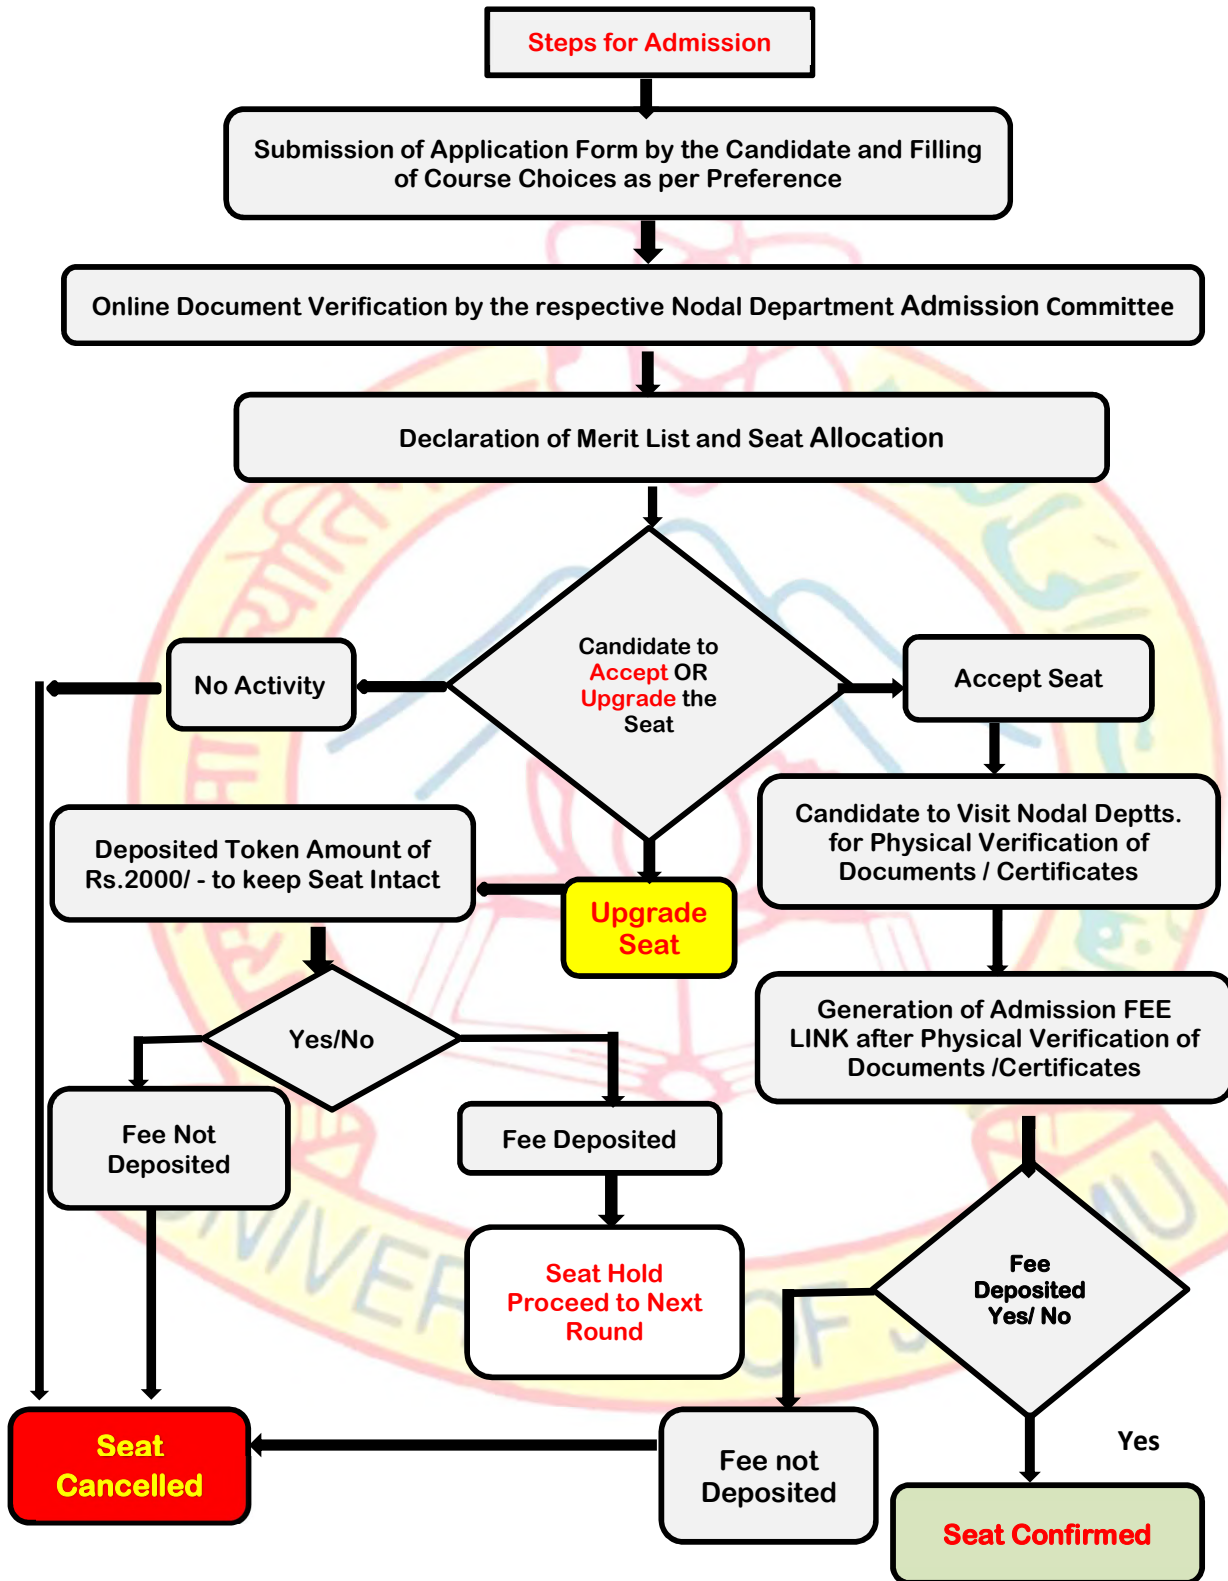 Steps for Admission
Submission of Application Form by the Candidate and Filling
of Course Choices as per Preference
Online Document Verification by the respective Nodal Department Admission Committee
Declaration of Merit List and Seat Allocation
Candidate to
Accept OR
Upgrade the
Seat
No Activity
Accept Seat
Deposited Token Amount of
Rs.2000/ - to keep Seat Intact
Upgrade
Seat
Candidate to Visit Nodal Deptts.
for Physical Verification of
Documents / Certificates
Yes/No
Generation of Admission FEE
LINK after Physical Verification of
Documents /Certificates
Fee Not
Deposited
Fee Deposited
Seat Hold
Proceed to Next
Round
Fee
Deposited
Yes/ No
Seat
Cancelled
Fee not
Deposited
Yes
Seat Confirmed